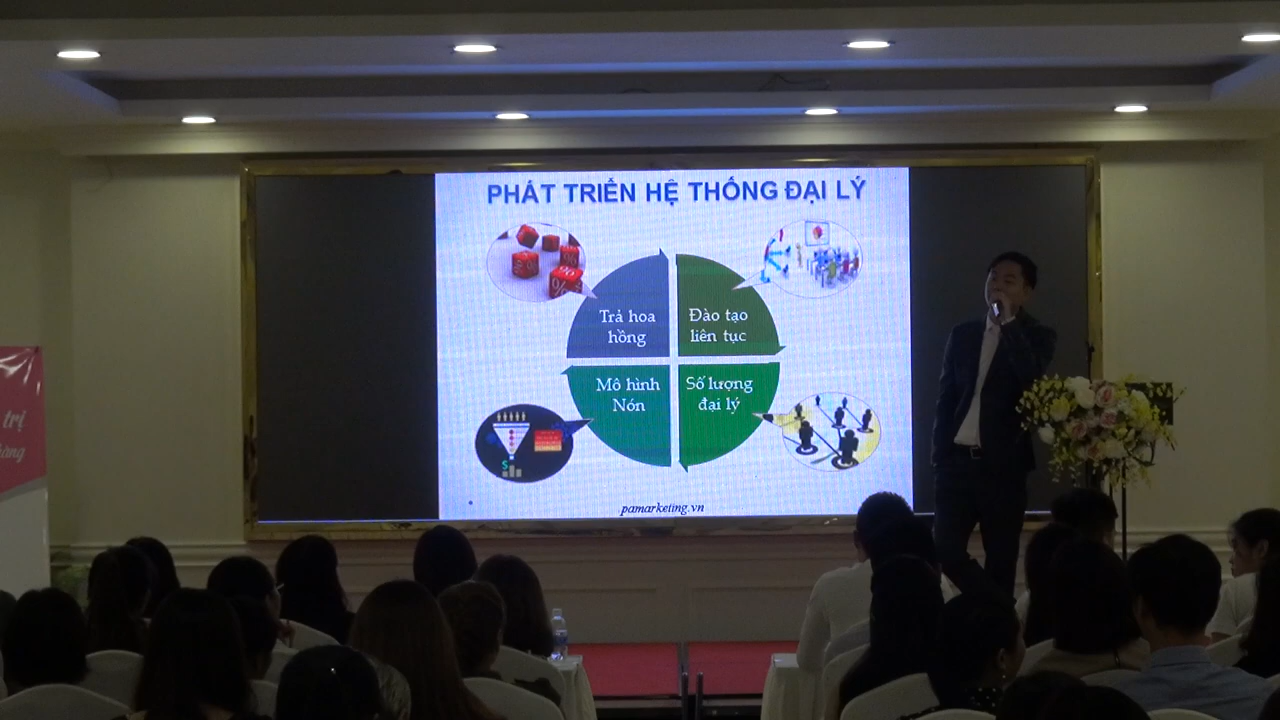 PHÁT TRIỂN HỆ THỐNG ĐẠI LÝ
Trả hoa
hồng
Đào tạo
liên tục
Mô hình
Nón
Số lượng
đại lý
pamarketing.vn
trị
hàng